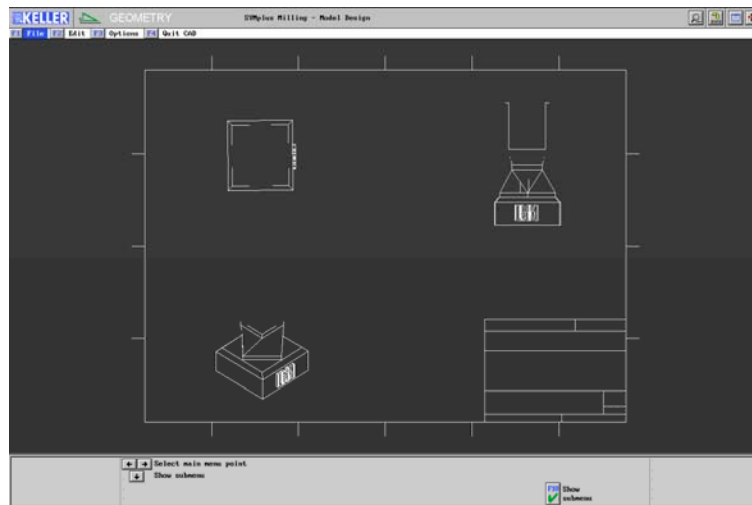 KELLER GEOMETRY SYMplus Milling - Model Design
F1 File F2 Edit F3 Options F4 Quit CAD
Select main menu point
Show submenu
F10 Show
submenu